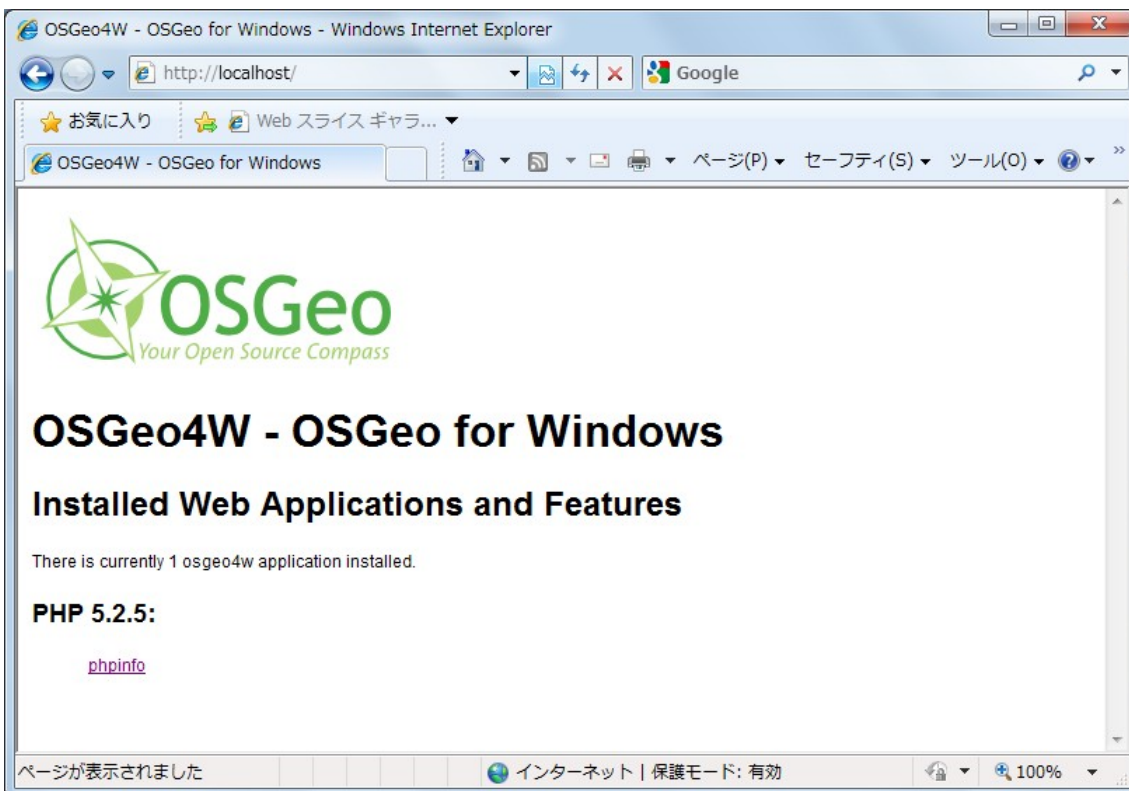 OSGeo4W - OSGeo for Windows - Windows Internet Explorer
http://localhost/
Google
お気に入り
Web スライス ギャラ...
OSGeo4W - OSGeo for Windows
ページ(P)
セーフティ(S)
ツール(O)
OSGeo
Your Open Source Compass
OSGeo4W - OSGeo for Windows
Installed Web Applications and Features
There is currently 1 osgeo4w application installed.
PHP 5.2.5:
phpinfo
ページが表示されました
インターネット | 保護モード: 有効
100%